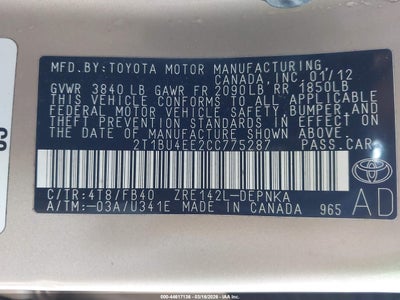 MFD. BY: TOYOTA MOTOR MANUFACTURING,
CANADA, INC. 01/12
GVWR 3840 LB GAWR FR 2090LB RR 1850LB
THIS VEHICLE CONFORMS TO ALL APPLICABLE
FEDERAL MOTOR VEHICLE SAFETY, BUMPER, AND
THEFT PREVENTION STANDARDS IN EFFECT ON
THE DATE OF MANUFACTURE SHOWN ABOVE.
2T1BU4EE2CC775287 PASS. CAR
C/TR: 4T8/FB40 ZRE142L-DEPNKA
A/TM: -03A/U341E MADE IN CANADA 965
AD
TOYOTA
000-44617138 - 03/18/2026 - IAA Inc.